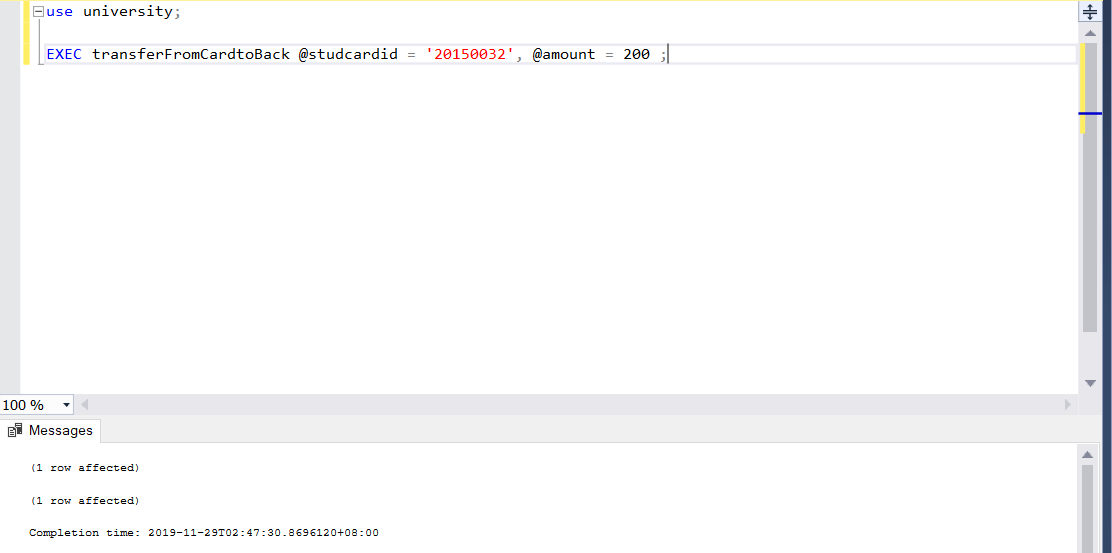 use university;
EXEC transferFromCardtoBack @studcardid = '20150032', @amount = 200 ;
100 %
Messages
(1 row affected)
(1 row affected)
Completion time: 2019-11-29T02:47:30.8696120+08:00